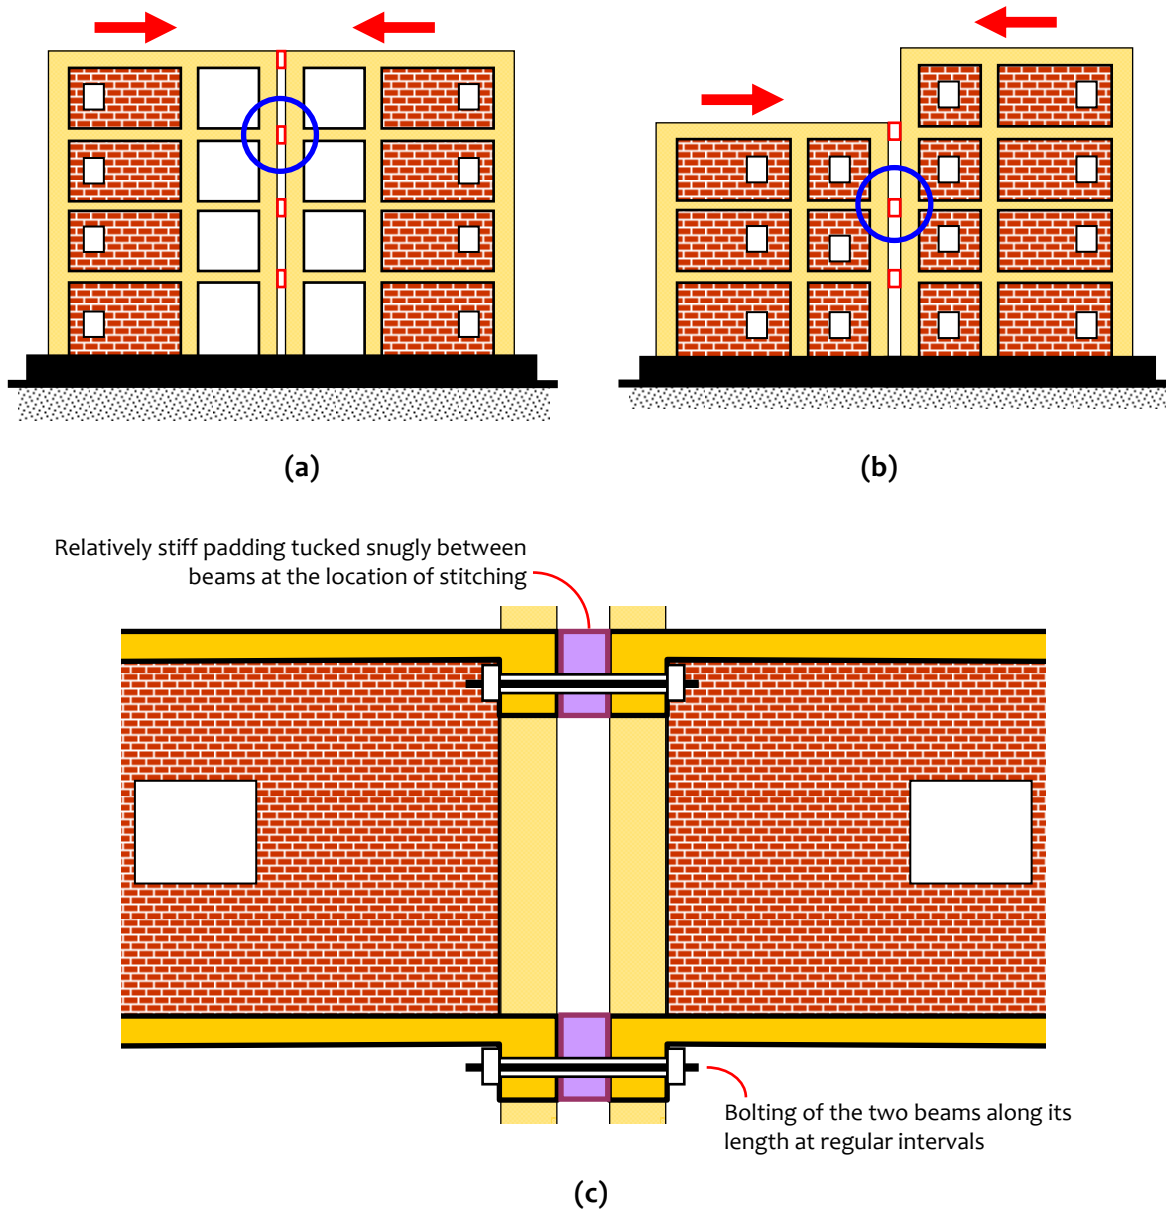 (a)
(b)
Relatively stiff padding tucked snugly between
beams at the location of stitching
Bolting of the two beams along its
length at regular intervals
(c)